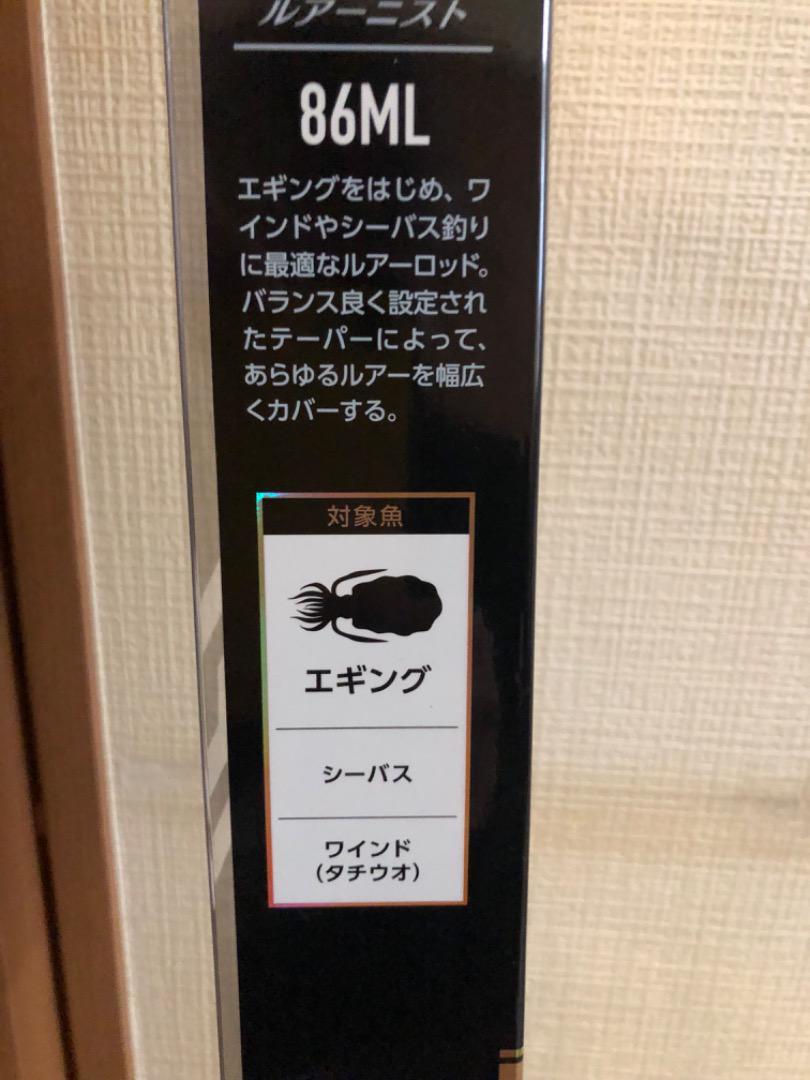 ルアーニスト
86ML
エギングをはじめ、ワ
インドやシーバス釣り
に最適なルアーロッド。
バランス良く設定され
たテーパーによって、
あらゆるルアーを幅広
くカバーする。
対象魚
エギング
シーバス
ワインド
(タチウオ)